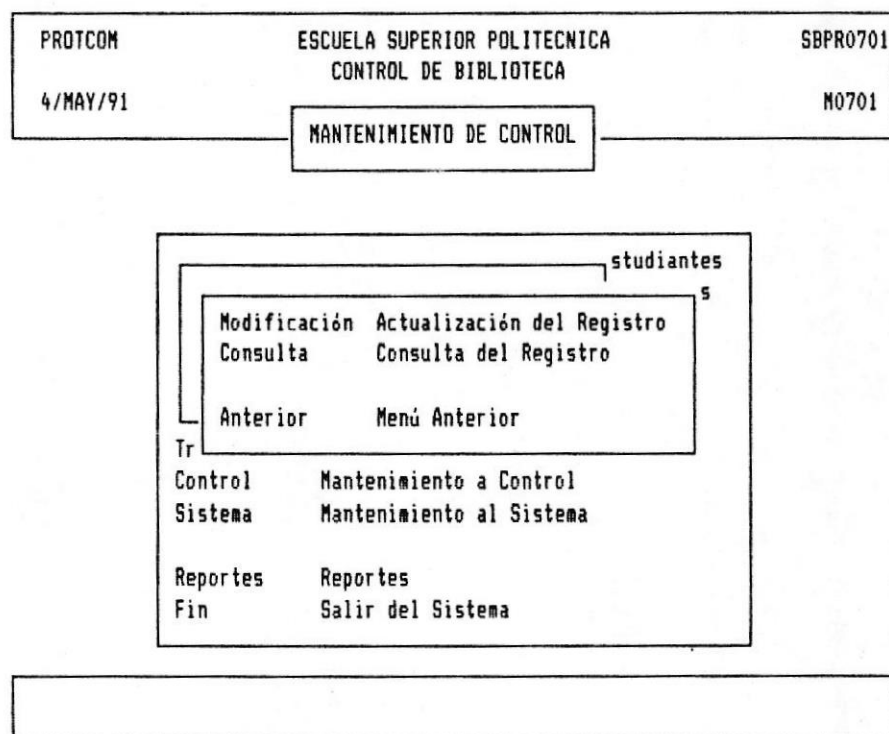 PROTCOM ESCUELA SUPERIOR POLITECNICA SBPR0701
CONTROL DE BIBLIOTECA
4/MAY/91 M0701
MANTENIMIENTO DE CONTROL
studiantes
s
Modificación Actualización del Registro
Consulta Consulta del Registro
Anterior Menú Anterior
Tr
Control Mantenimiento a Control
Sistema Mantenimiento al Sistema
Reportes Reportes
Fin Salir del Sistema